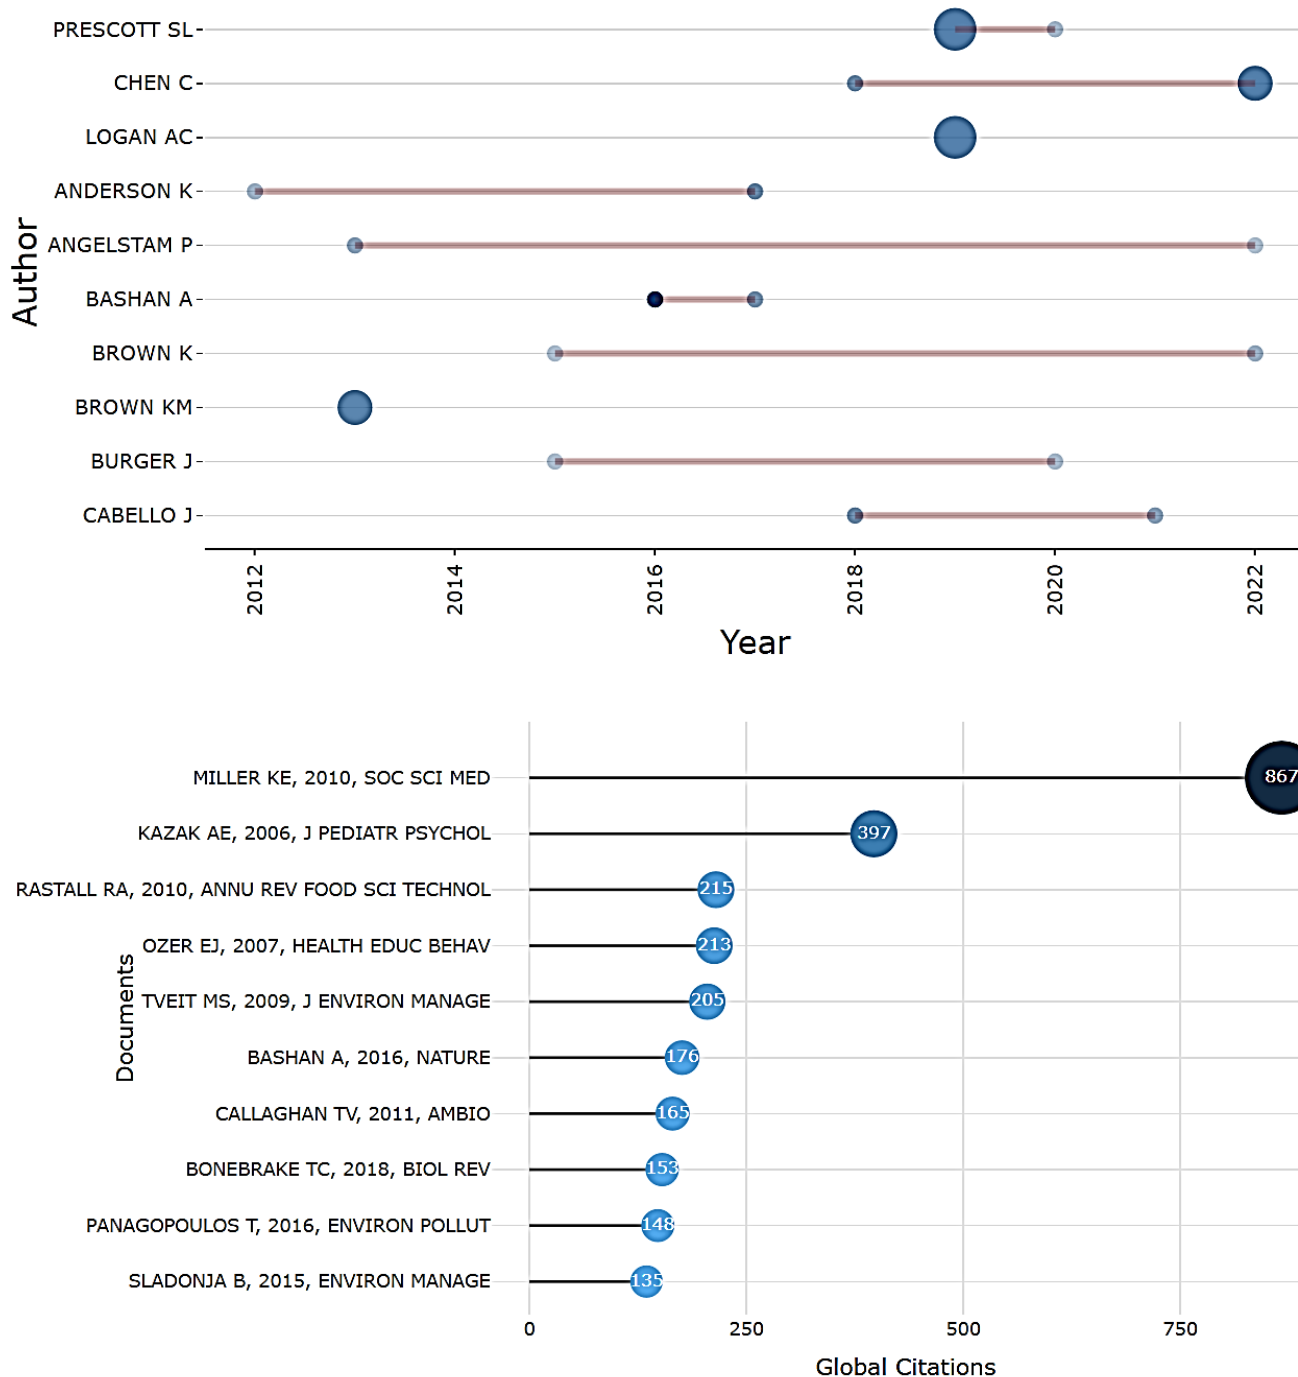 PRESCOTT SL
CHEN C
LOGAN AC
ANDERSON K
ANGELSTAM P
BASHAN A
BROWN K
BROWN KM
BURGER J
CABELLO J
Author
2012
2014
2016
2018
2020
2022
Year
MILLER KE, 2010, SOC SCI MED
867
KAZAK AE, 2006, J PEDIATR PSYCHOL
397
RASTALL RA, 2010, ANNU REV FOOD SCI TECHNOL
215
OZER EJ, 2007, HEALTH EDUC BEHAV
213
TVEIT MS, 2009, J ENVIRON MANAGE
205
BASHAN A, 2016, NATURE
176
CALLAGHAN TV, 2011, AMBIO
165
BONEBRAKE TC, 2018, BIOL REV
153
PANAGOPOULOS T, 2016, ENVIRON POLLUT
148
SLADONJA B, 2015, ENVIRON MANAGE
135
Documents
0
250
500
750
Global Citations